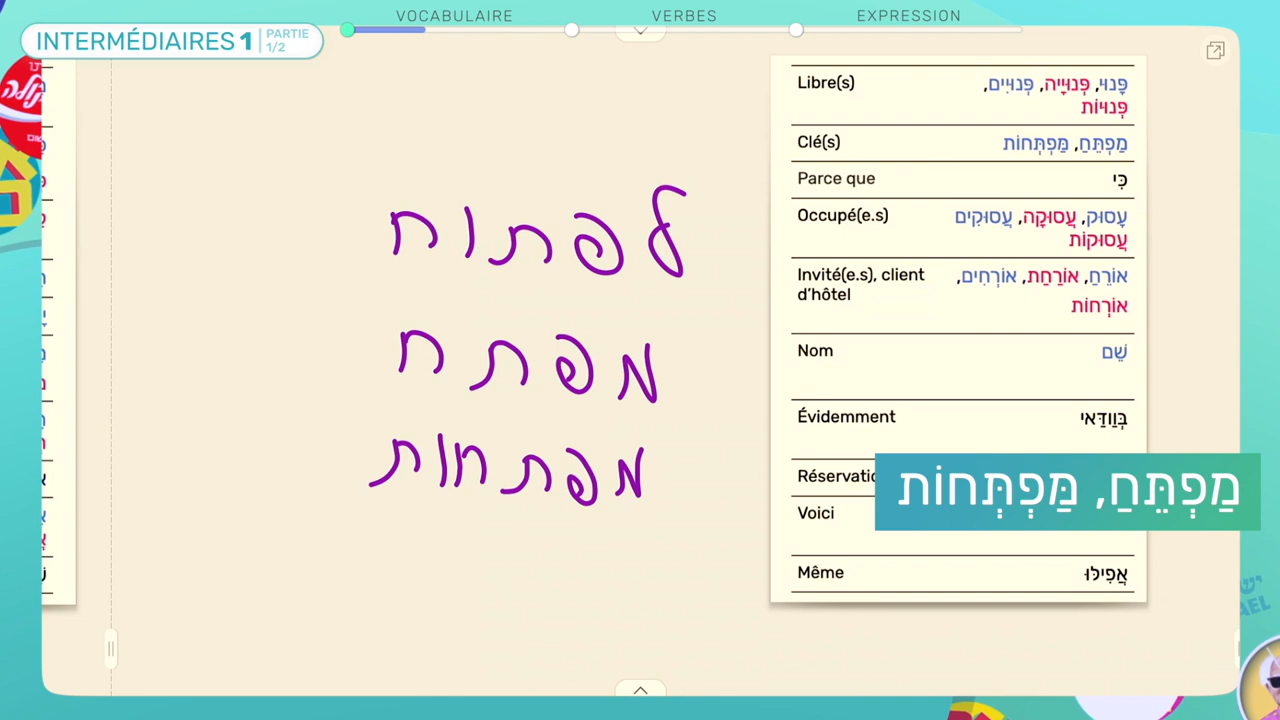 VOCABULAIRE VERBES EXPRESSION
INTERMÉDIAIRES 1 PARTIE 1/2
לפתוח
מפתח
מפתחות
Libre(s) פָּנוּי, פְּנוּיָיה, פְּנוּיִים,
פְּנוּיוֹת
Clé(s) מַפְתֵּחַ, מַפְתְּחוֹת
Parce que כִּי
Occupé(e.s) עָסוּק, עֲסוּקָה, עֲסוּקִים
עֲסוּקוֹת
Invité(e.s), client אוֹרֵחַ, אוֹרַחַת, אוֹרְחִים,
d'hôtel אוֹרְחוֹת
Nom שֵׁם
Évidemment בְּוַודַּאי
Voici
Même אֲפִילּוּ
מַפְתֵּחַ, מַּפְתְּחוֹת